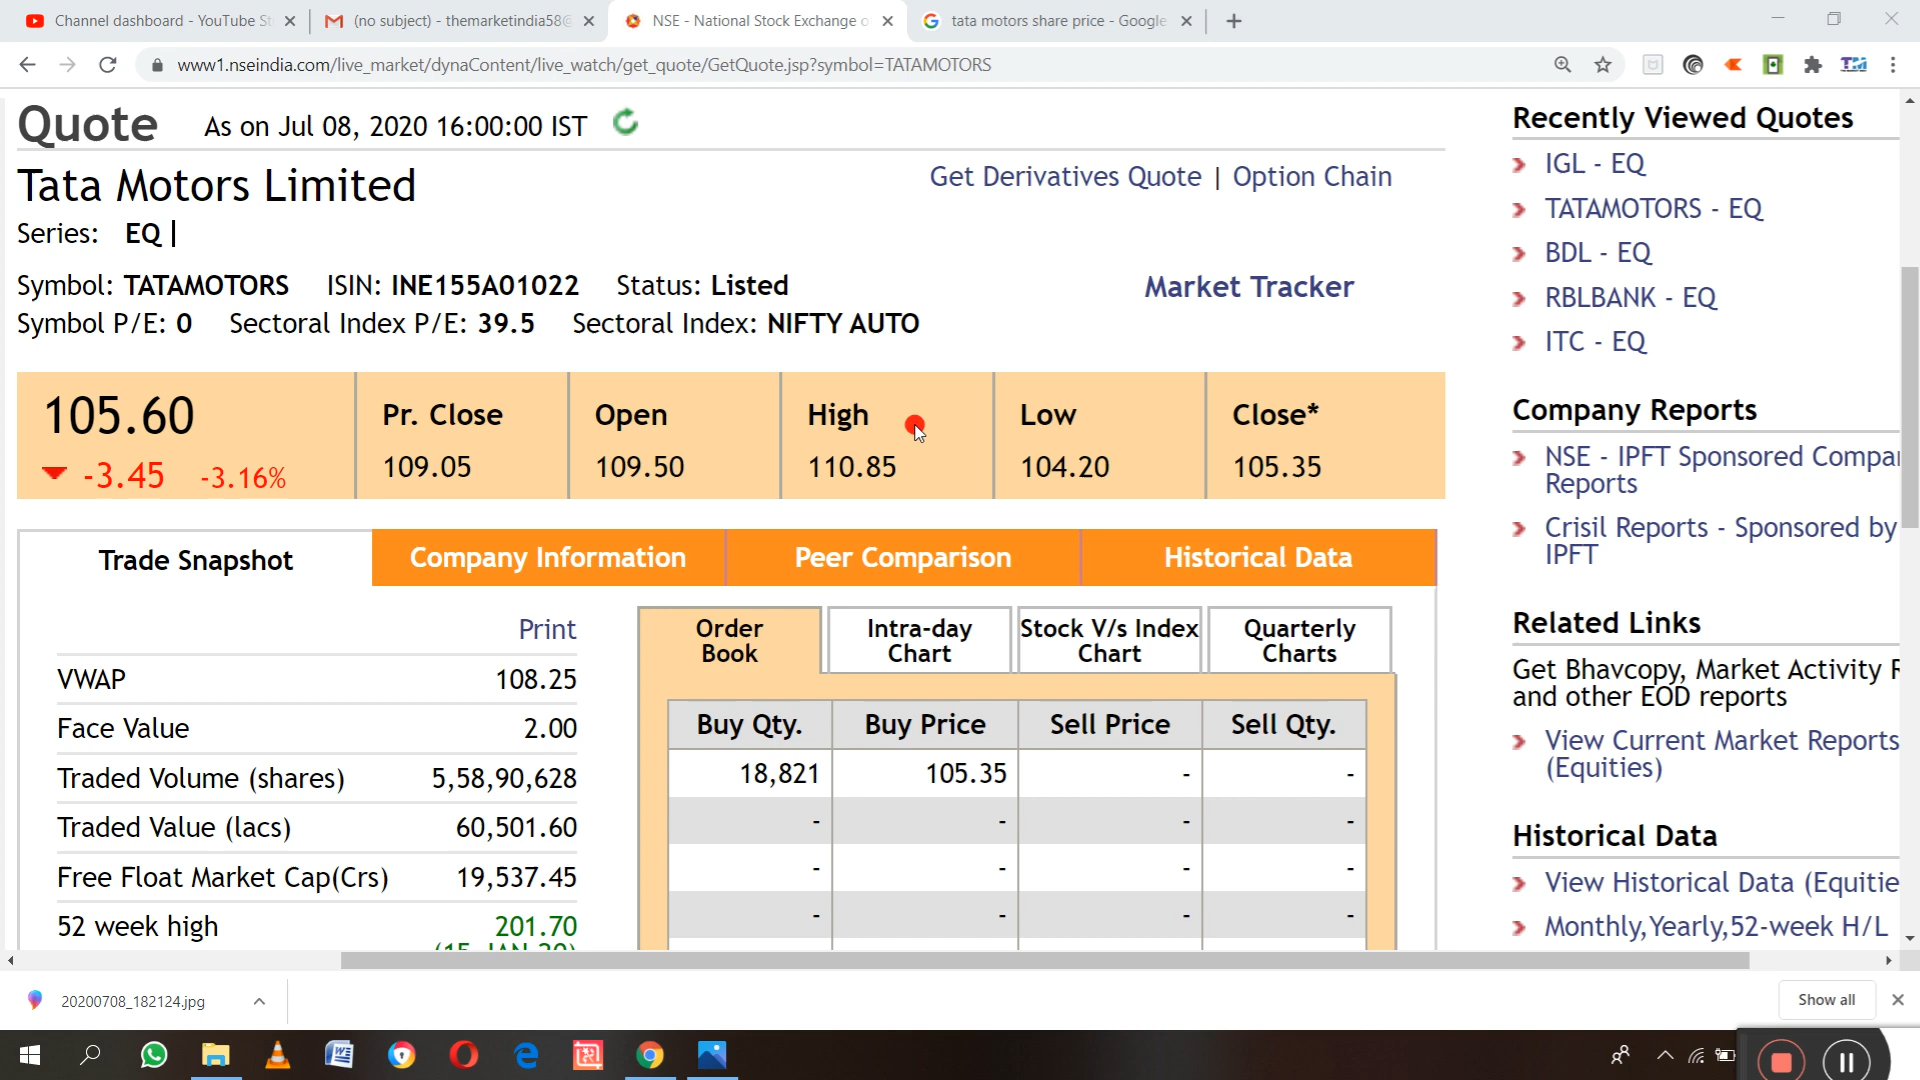 Channel dashboard - YouTube St
(no subject) - themarketindia58@
NSE - National Stock Exchange o
tata motors share price - Google
www1.nseindia.com/live_market/dynaContent/live_watch/get_quote/GetQuote.jsp?symbol=TATAMOTORS
Quote As on Jul 08, 2020 16:00:00 IST
Tata Motors Limited
Get Derivatives Quote | Option Chain
Series: EQ |
Symbol: TATAMOTORS ISIN: INE155A01022 Status: Listed
Market Tracker
Symbol P/E: 0 Sectoral Index P/E: 39.5 Sectoral Index: NIFTY AUTO
105.60 Pr. Close Open High Low Close*
-3.45 -3.16% 109.05 109.50 110.85 104.20 105.35
Trade Snapshot Company Information Peer Comparison Historical Data
Print
VWAP 108.25
Face Value 2.00
Traded Volume (shares) 5,58,90,628
Traded Value (lacs) 60,501.60
Free Float Market Cap(Crs) 19,537.45
52 week high 201.70
(15-JAN-20)
Order Book
Intra-day Chart
Stock V/s Index Chart
Quarterly Charts
Buy Qty. Buy Price Sell Price Sell Qty.
18,821 105.35 - -
- - - -
- - - -
- - - -
Recently Viewed Quotes
IGL - EQ
TATAMOTORS - EQ
BDL - EQ
RBLBANK - EQ
ITC - EQ
Company Reports
NSE - IPFT Sponsored Compa
Reports
Crisil Reports - Sponsored by
IPFT
Related Links
Get Bhavcopy, Market Activity R
and other EOD reports
View Current Market Reports
(Equities)
Historical Data
View Historical Data (Equitie
Monthly,Yearly,52-week H/L
20200708_182124.jpg
Show all